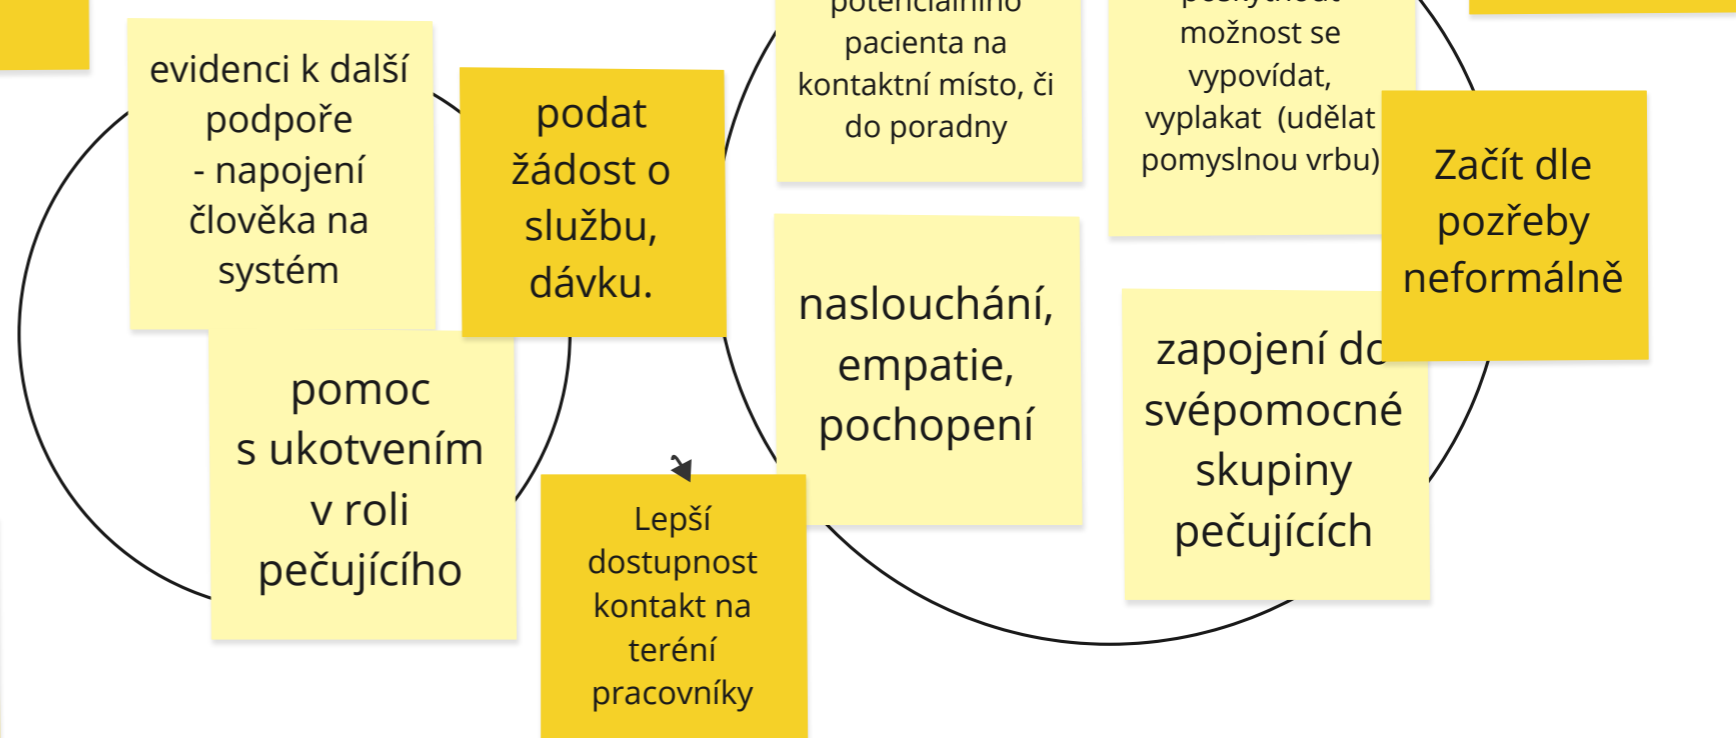 evidenci k další
podpoře
- napojení
člověka na
systém
podat
žádost o
službu,
dávku.
pomoc
s ukotvením
v roli
pečujícího
Lepší
dostupnost
kontakt na
teréní
pracovníky
potenciálního
pacienta na
kontaktní místo, či
do poradny
naslouchání,
empatie,
pochopení
možnost se
vypovídat,
vyplakat (udělat
pomyslnou vrbu)
Začít dle
pozřeby
neformálně
zapojení do
svépomocné
skupiny
pečujících